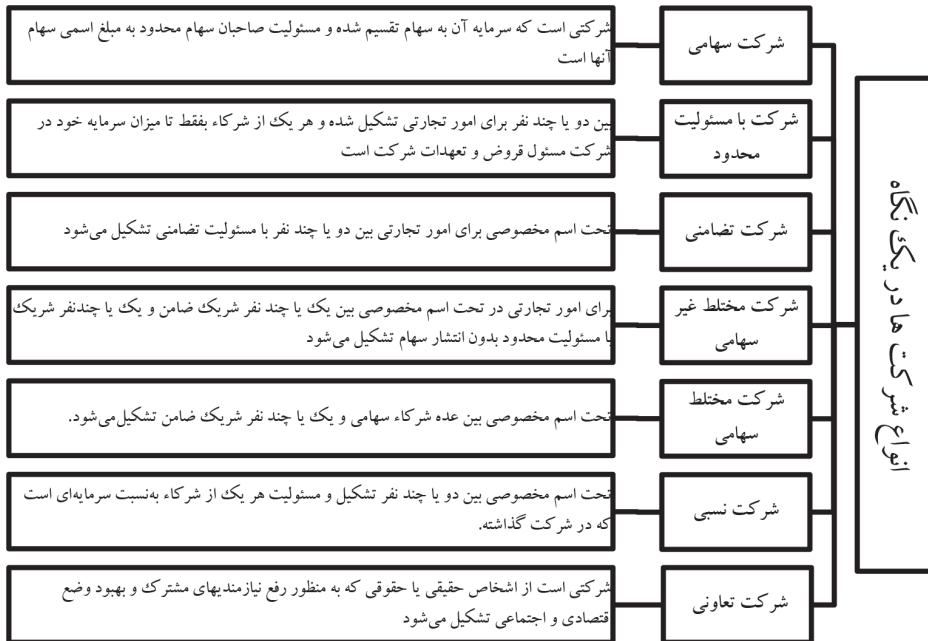 انواع شرکت ها در یک نگاه
شرکت سهامی
شرکتی است که سرمایه آن به سهام تقسیم شده و مسئولیت صاحبان سهام محدود به مبلغ اسمی سهام
آنها است
شرکت با مسئولیت
محدود
بین دو یا چند نفر برای امور تجارتی تشکیل شده و هر یک از شرکاء بفقط تا میزان سرمایه خود در
شرکت مسئول قروض و تعهدات شرکت است
شرکت تضامنی
تحت اسم مخصوصی برای امور تجارتی بین دو یا چند نفر با مسئولیت تضامنی تشکیل می‌شود
شرکت مختلط غیر
سهامی
برای امور تجارتی در تحت اسم مخصوصی بین یک یا چند نفر شریک ضامن و یک یا چندنفر شریک
با مسئولیت محدود بدون انتشار سهام تشکیل می‌شود
شرکت مختلط
سهامی
تحت اسم مخصوصی بین عده شرکاء سهامی و یک یا چند نفر شریک ضامن تشکیل‌می‌شود.
شرکت نسبی
تحت اسم مخصوصی بین دو یا چند نفر تشکیل و مسئولیت هر یک از شرکاء به‌نسبت سرمایه‌ای است
که در شرکت گذاشته.
شرکت تعاونی
شرکتی است از اشخاص حقیقی یا حقوقی که به منظور رفع نیازمندیهای مشترک و بهبود وضع
اقتصادی و اجتماعی تشکیل می‌شود